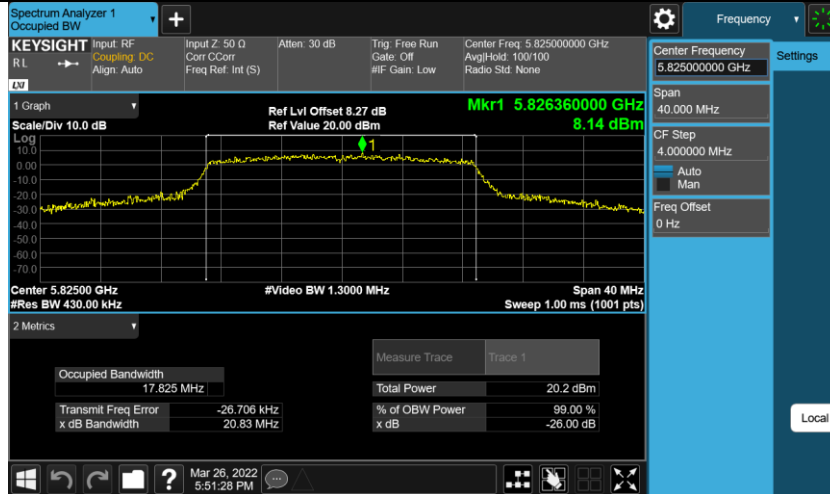 Spectrum Analyzer 1
Occupied BW
+
Frequency
KEYSIGHT
RL
LXI
Input: RF
Coupling: DC
Align: Auto
Input Z: 50 Ω
Corr CCorr
Freq Ref: Int (S)
Atten: 30 dB
Trig: Free Run
Gate: Off
#IF Gain: Low
Center Freq: 5.825000000 GHz
Avg|Hold: 100/100
Radio Std: None
Center Frequency
5.825000000 GHz
Settings
Span
40.000 MHz
CF Step
4.000000 MHz
Auto
Man
Freq Offset
0 Hz
Local
1 Graph
Scale/Div 10.0 dB
Ref Lvl Offset 8.27 dB
Ref Value 20.00 dBm
Mkr1 5.826360000 GHz
8.14 dBm
Log
10.0
0.00
-10.0
-20.0
-30.0
-40.0
-50.0
-60.0
-70.0
1
Center 5.82500 GHz
#Res BW 430.00 kHz
#Video BW 1.3000 MHz
Span 40 MHz
Sweep 1.00 ms (1001 pts)
2 Metrics
Measure Trace Trace 1
Occupied Bandwidth
17.825 MHz
Total Power 20.2 dBm
Transmit Freq Error -26.706 kHz
% of OBW Power 99.00 %
x dB Bandwidth 20.83 MHz
x dB -26.00 dB
?
Mar 26, 2022
5:51:28 PM